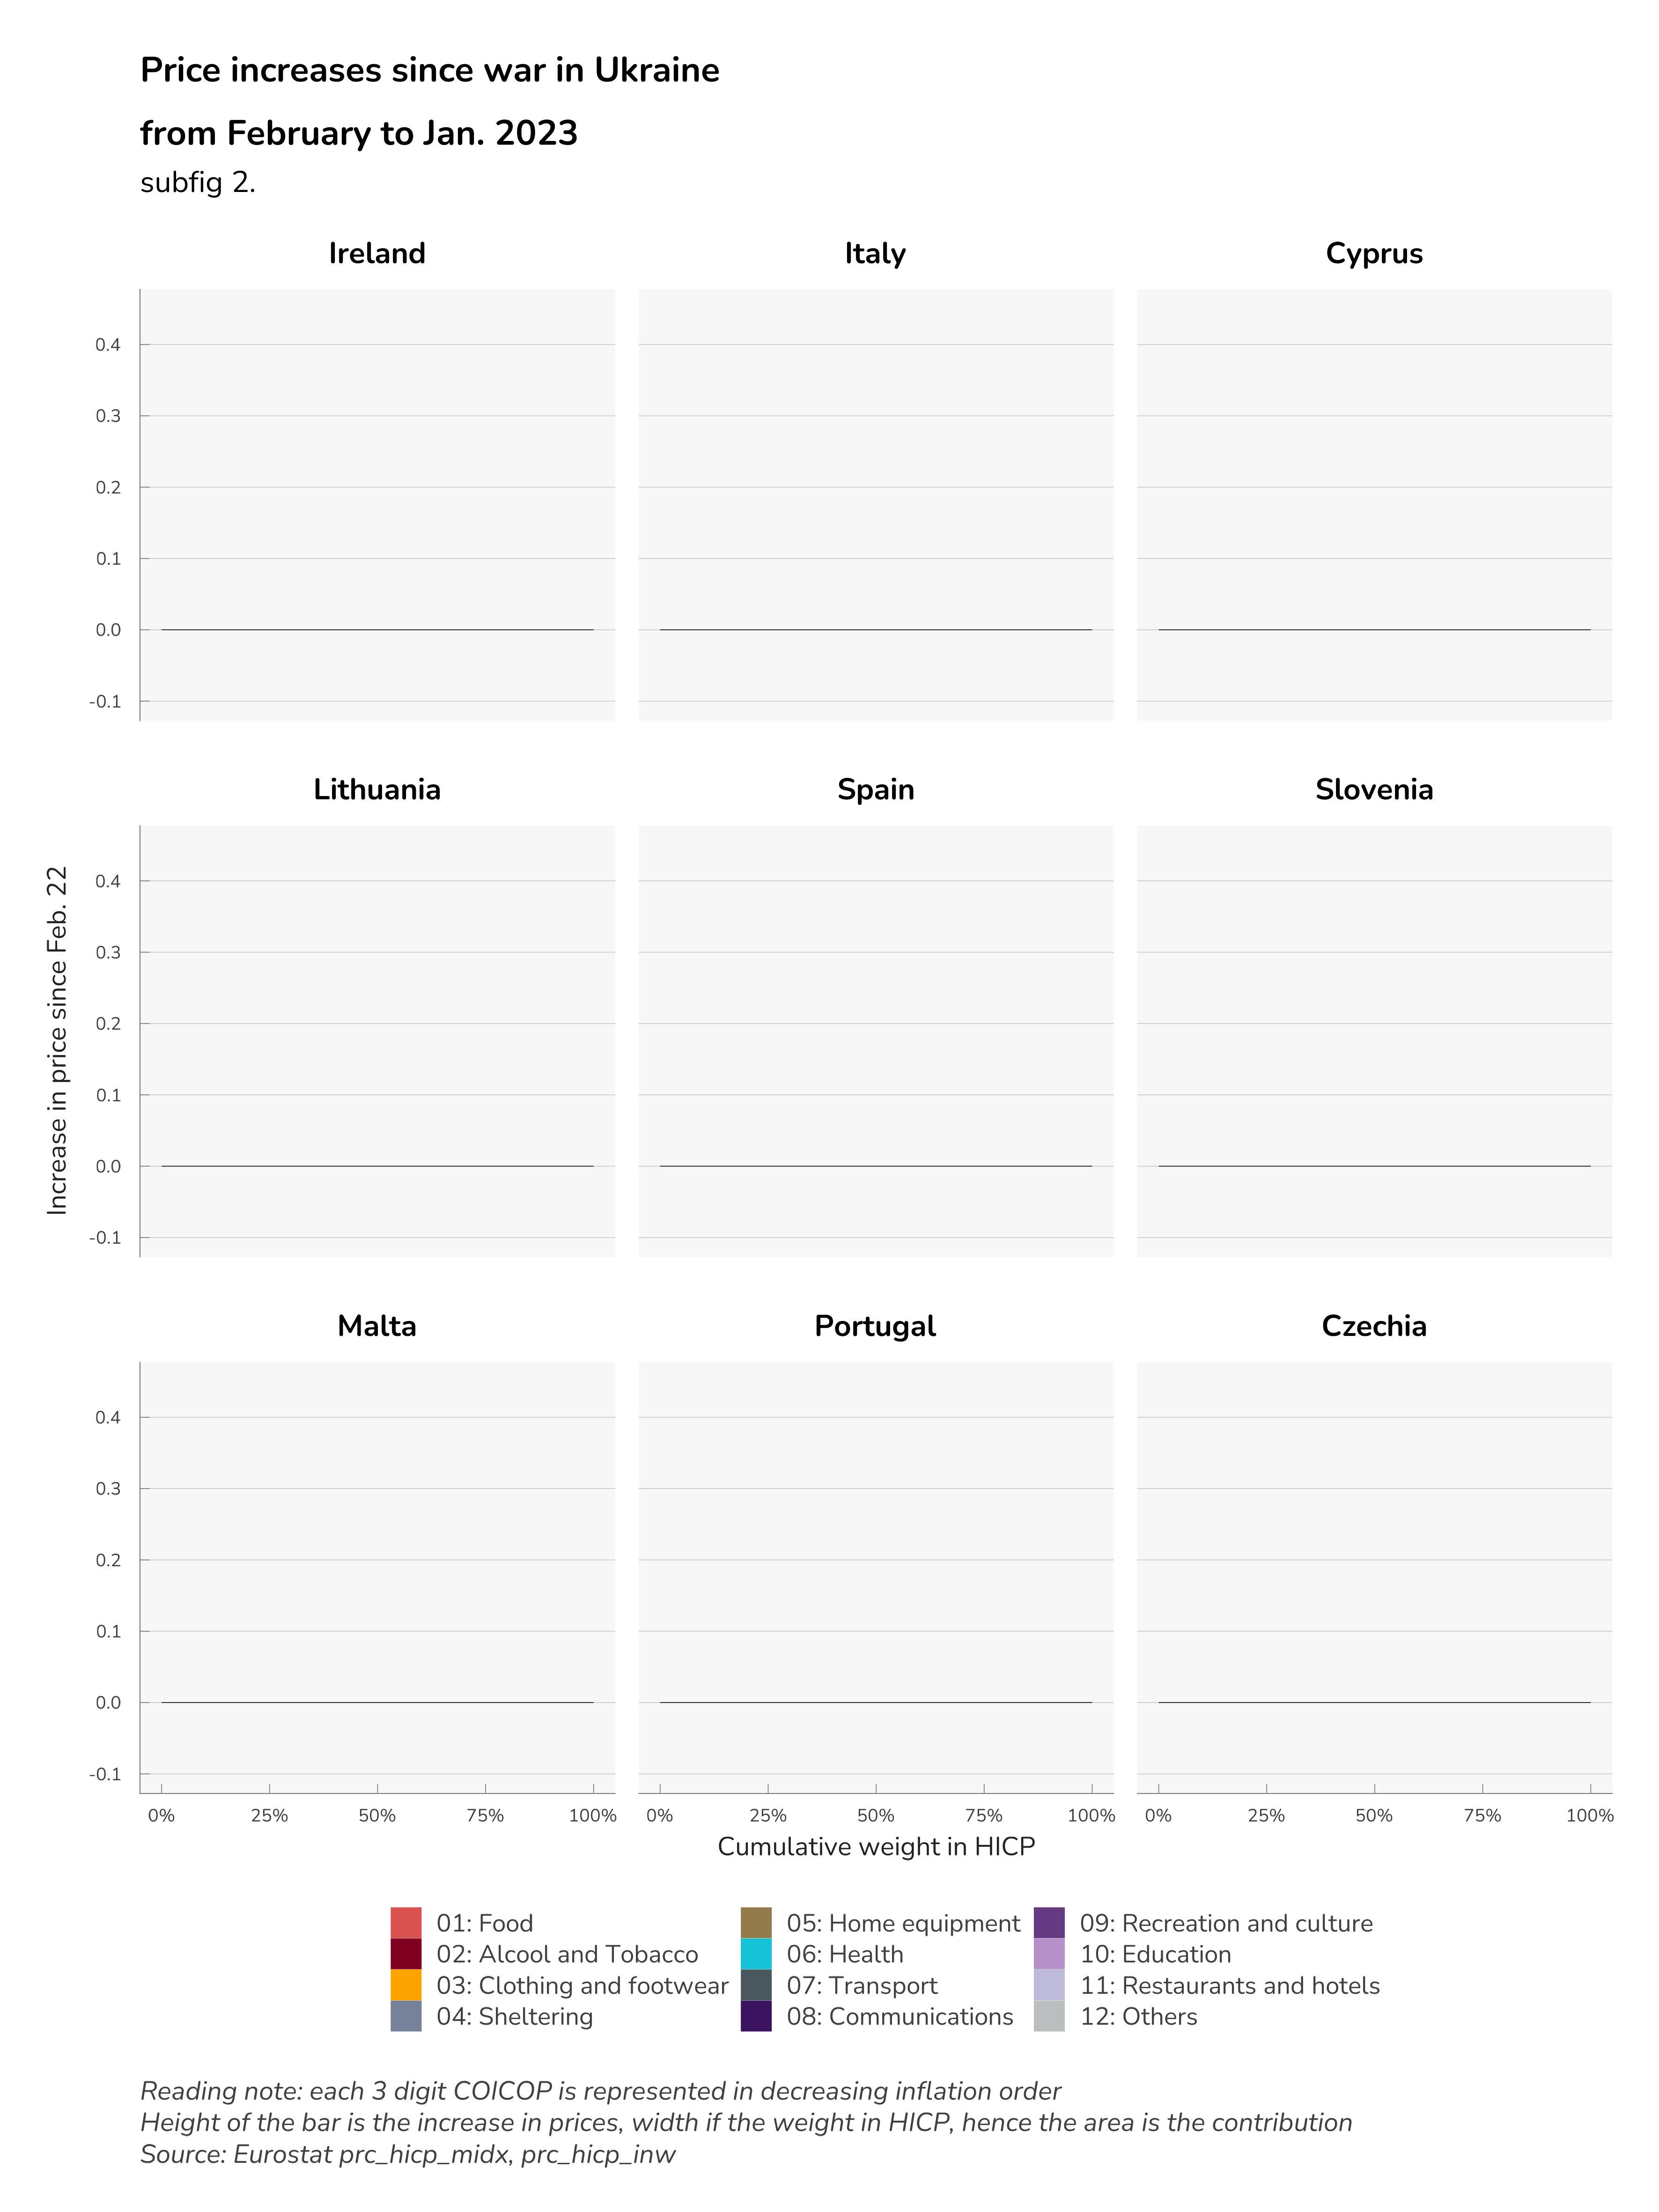 Price increases since war in Ukraine
from February to Jan. 2023
subfig 2.
Ireland
Italy
Cyprus
0.4
0.3
0.2
0.1
0.0
-0.1
Lithuania
Spain
Slovenia
0.4
0.3
0.2
0.1
0.0
-0.1
Increase in price since Feb. 22
Malta
Portugal
Czechia
0.4
0.3
0.2
0.1
0.0
-0.1
0% 25% 50% 75% 100% 0% 25% 50% 75% 100% 0% 25% 50% 75% 100%
Cumulative weight in HICP
01: Food
02: Alcool and Tobacco
03: Clothing and footwear
04: Sheltering
05: Home equipment
06: Health
07: Transport
08: Communications
09: Recreation and culture
10: Education
11: Restaurants and hotels
12: Others
Reading note: each 3 digit COICOP is represented in decreasing inflation order
Height of the bar is the increase in prices, width if the weight in HICP, hence the area is the contribution
Source: Eurostat prc_hicp_midx, prc_hicp_inw